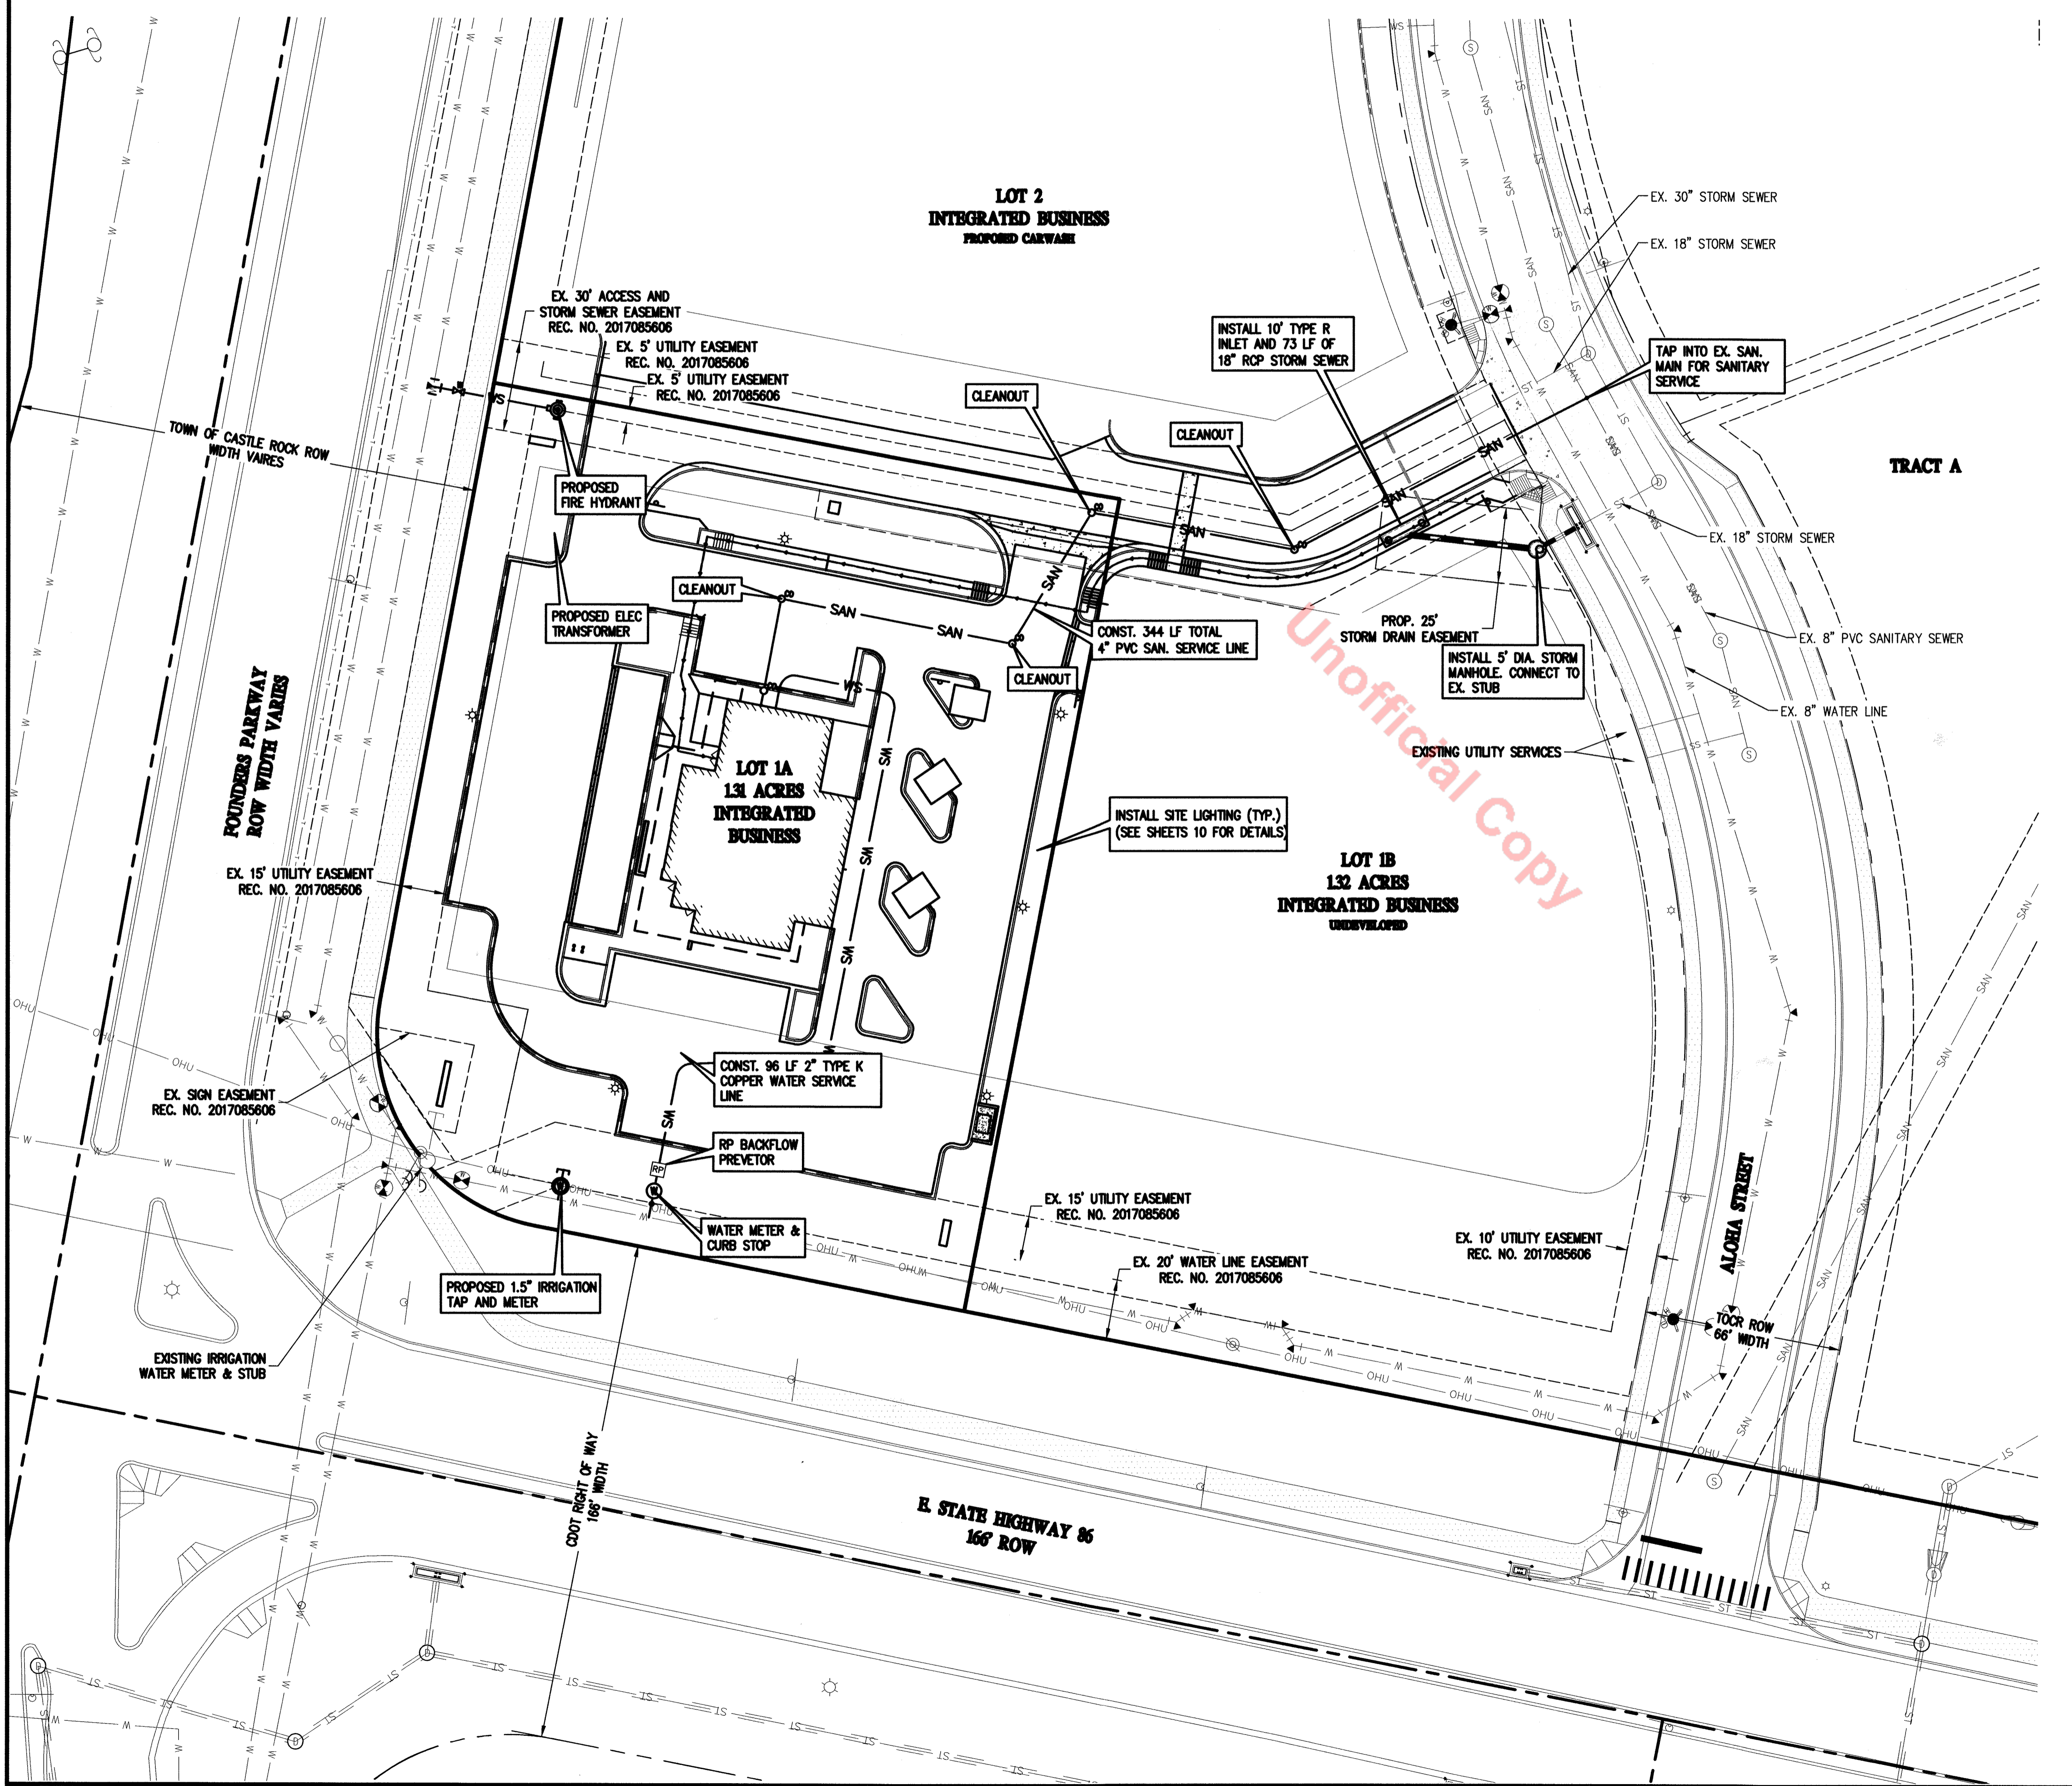 LOT 2
INTEGRATED BUSINESS
PROPOSED CARWASH
EX. 30" STORM SEWER
EX. 18" STORM SEWER
EX. 30' ACCESS AND
STORM SEWER EASEMENT
REC. NO. 2017085606
EX. 5' UTILITY EASEMENT
REC. NO. 2017085606
EX. 5' UTILITY EASEMENT
REC. NO. 2017085606
INSTALL 10' TYPE R
INLET AND 73 LF OF
18" RCP STORM SEWER
TAP INTO EX. SAN.
MAIN FOR SANITARY
SERVICE
CLEANOUT
CLEANOUT
TOWN OF CASTLE ROCK ROW
WIDTH VAIRES
TRACT A
PROPOSED
FIRE HYDRANT
EX. 18" STORM SEWER
CLEANOUT
PROPOSED ELEC
TRANSFORMER
SAN
SAN
SAN
SAN
SAN
SAN
CONST. 344 LF TOTAL
4" PVC SAN. SERVICE LINE
CLEANOUT
PROP. 25'
STORM DRAIN EASEMENT
EX. 8" PVC SANITARY SEWER
INSTALL 5' DIA. STORM
MANHOLE. CONNECT TO
EX. STUB
EX. 8" WATER LINE
EXISTING UTILITY SERVICES
Unofficial Copy
FOUNDERS PARKWAY
ROW WIDTH VARIES
LOT 1A
1.31 ACRES
INTEGRATED
BUSINESS
WS
WS
WS
WS
INSTALL SITE LIGHTING (TYP.)
(SEE SHEETS 10 FOR DETAILS)
LOT 1B
1.32 ACRES
INTEGRATED BUSINESS
UNDEVELOPED
EX. 15' UTILITY EASEMENT
REC. NO. 2017085606
EX. SIGN EASEMENT
REC. NO. 2017085606
CONST. 96 LF 2" TYPE K
COPPER WATER SERVICE
LINE
WS
RP BACKFLOW
PREVETOR
RP
WATER METER &
CURB STOP
EX. 15' UTILITY EASEMENT
REC. NO. 2017085606
EX. 20' WATER LINE EASEMENT
REC. NO. 2017085606
EX. 10' UTILITY EASEMENT
REC. NO. 2017085606
ALOHA STREET
TOCR ROW
66' WIDTH
PROPOSED 1.5" IRRIGATION
TAP AND METER
EXISTING IRRIGATION
WATER METER & STUB
CDOT RIGHT OF WAY
166' WIDTH
E. STATE HIGHWAY 86
166' ROW